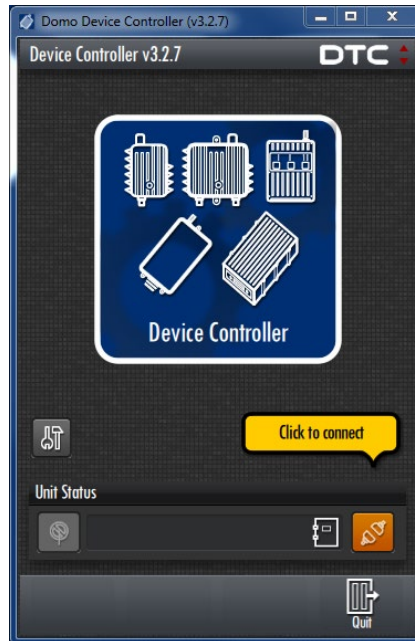 Domo Device Controller (v3.2.7)
Device Controller v3.2.7
DTC
Device Controller
Click to connect
Unit Status
Quit